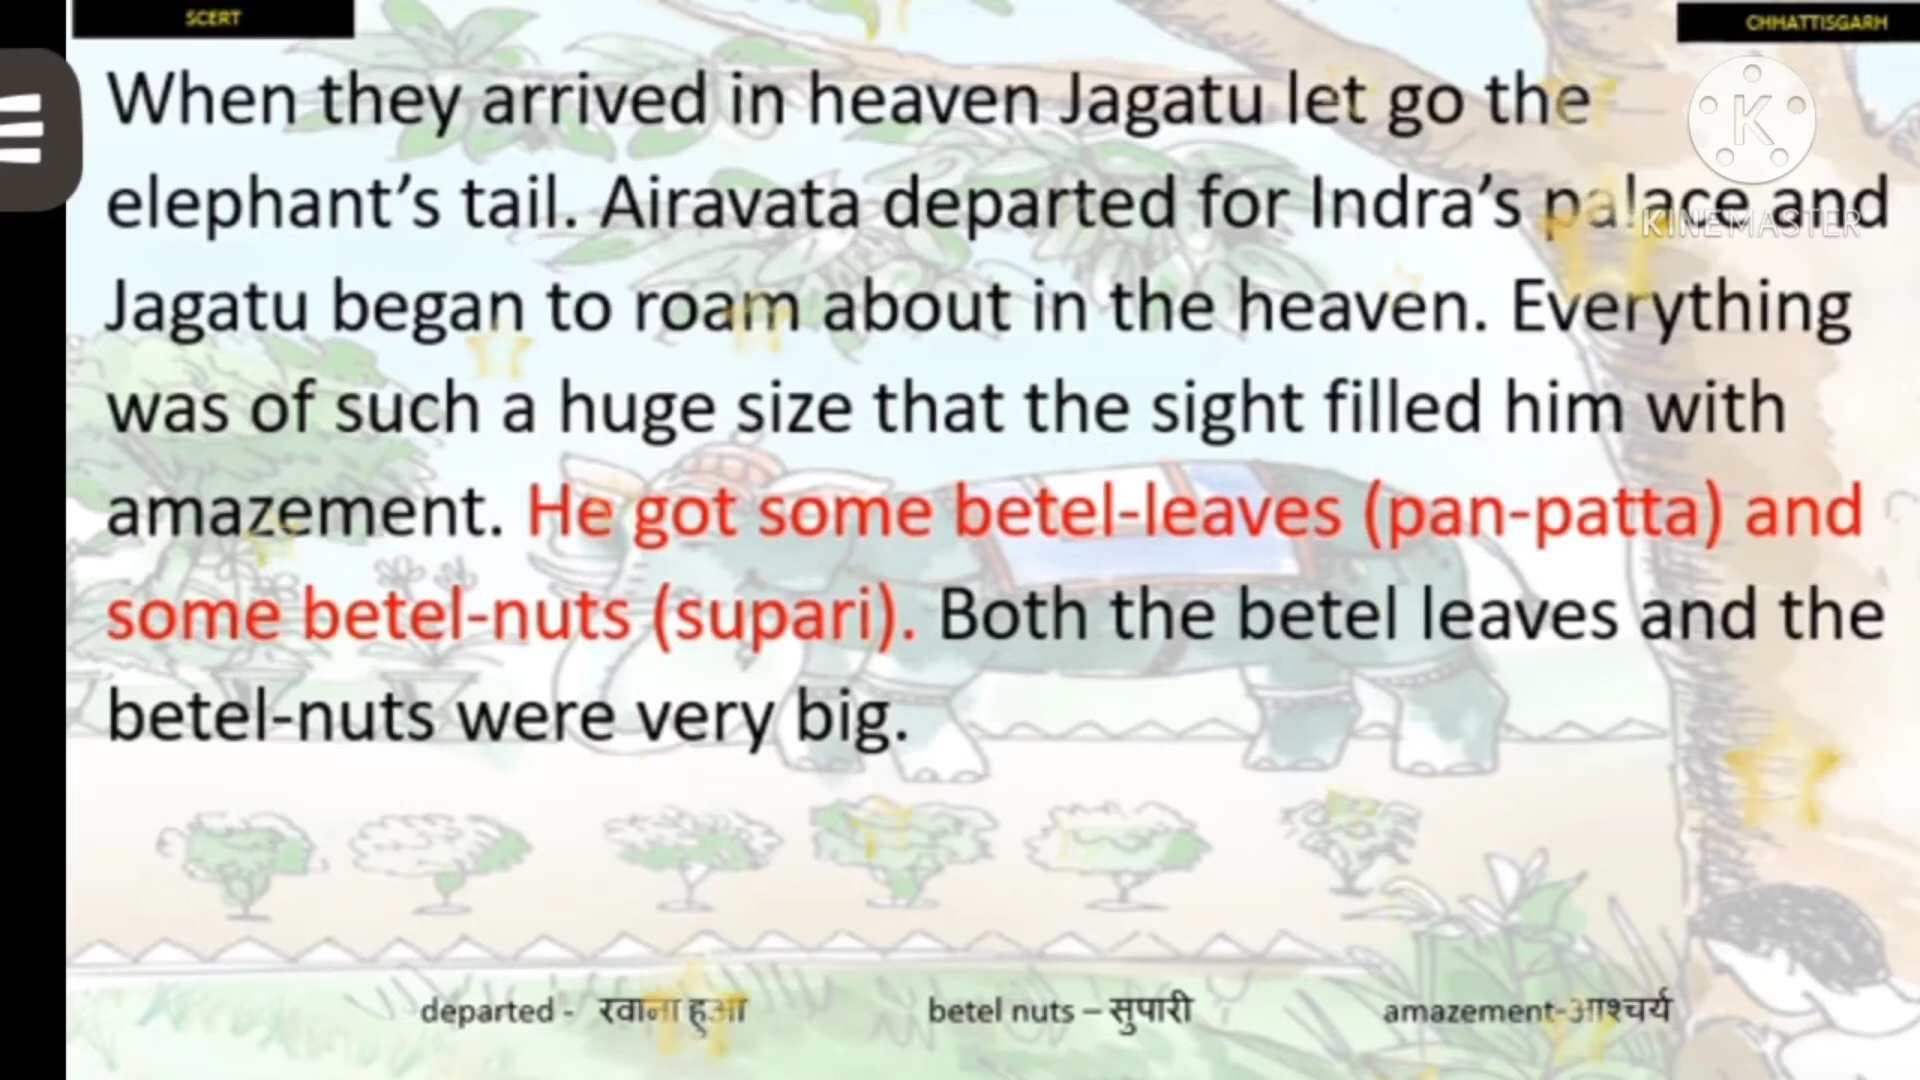 SCERT
CHHATTISGARH
When they arrived in heaven Jagatu let go the
elephant’s tail. Airavata departed for Indra’s palace and
Jagatu began to roam about in the heaven. Everything
was of such a huge size that the sight filled him with
amazement. He got some betel-leaves (pan-patta) and
some betel-nuts (supari). Both the betel leaves and the
betel-nuts were very big.
departed - रवाना हुआ
betel nuts – सुपारी
amazement-आश्चर्य
K
KINEMASTER